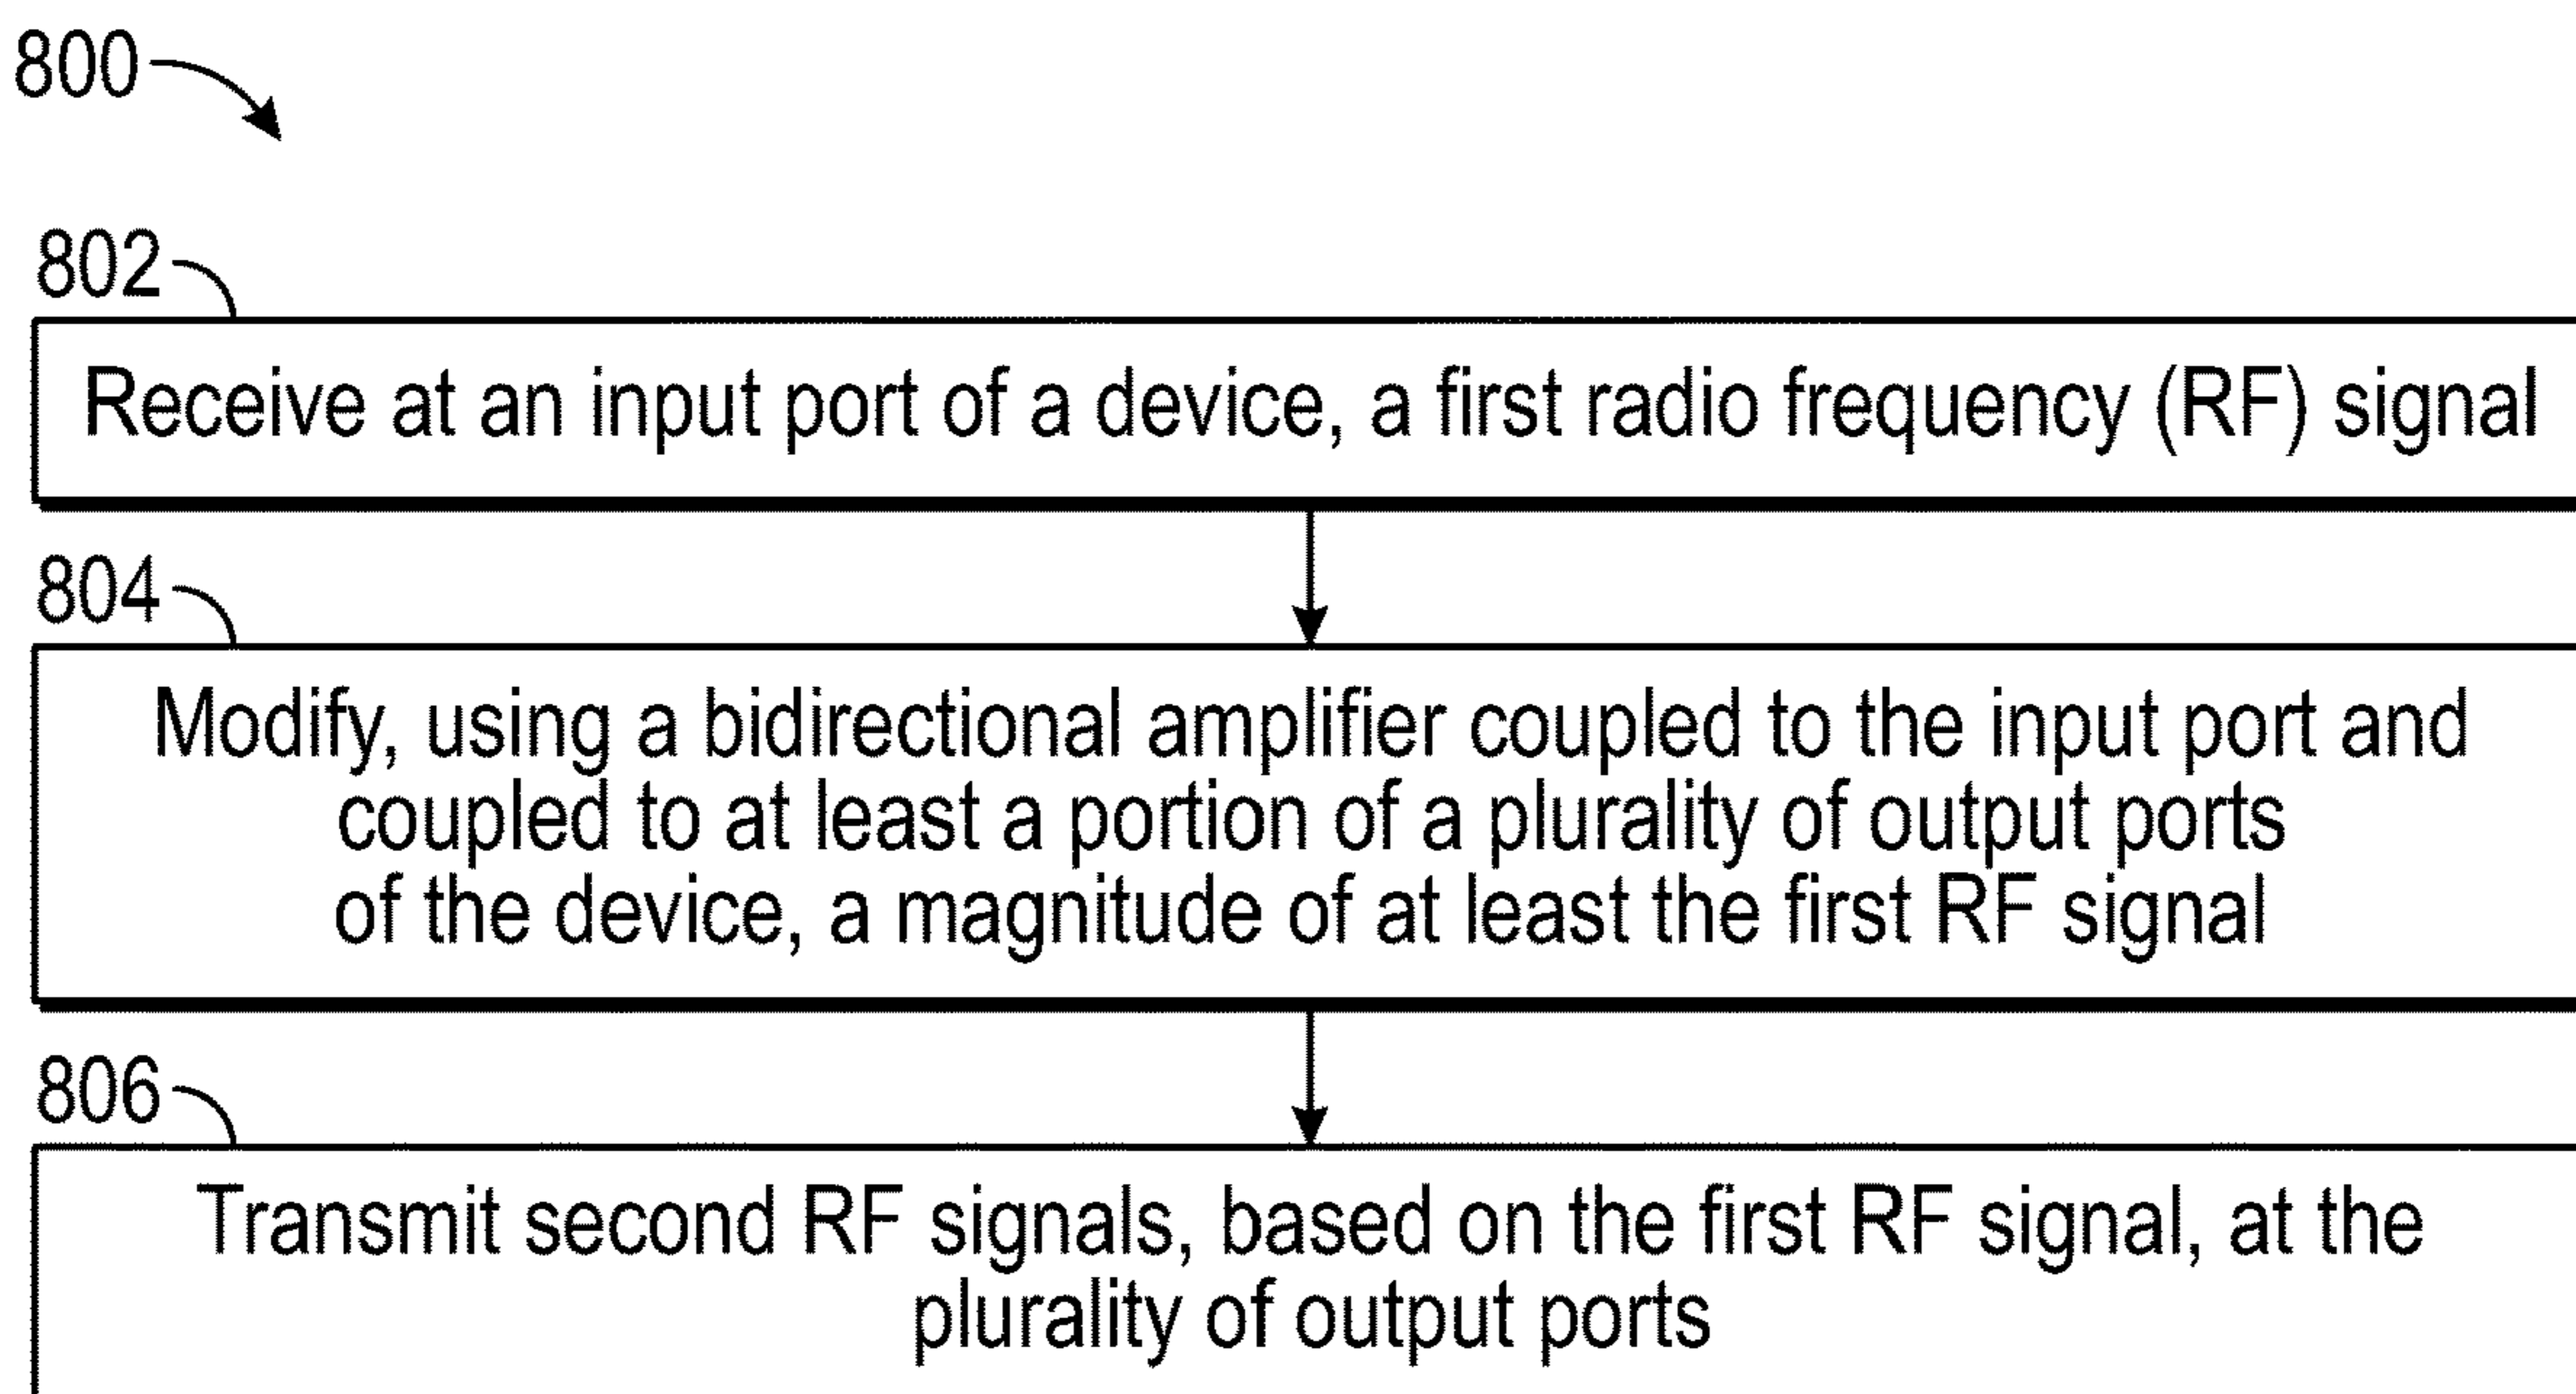 800
802
Receive at an input port of a device, a first radio frequency (RF) signal
804
Modify, using a bidirectional amplifier coupled to the input port and
coupled to at least a portion of a plurality of output ports
of the device, a magnitude of at least the first RF signal
806
Transmit second RF signals, based on the first RF signal, at the
plurality of output ports